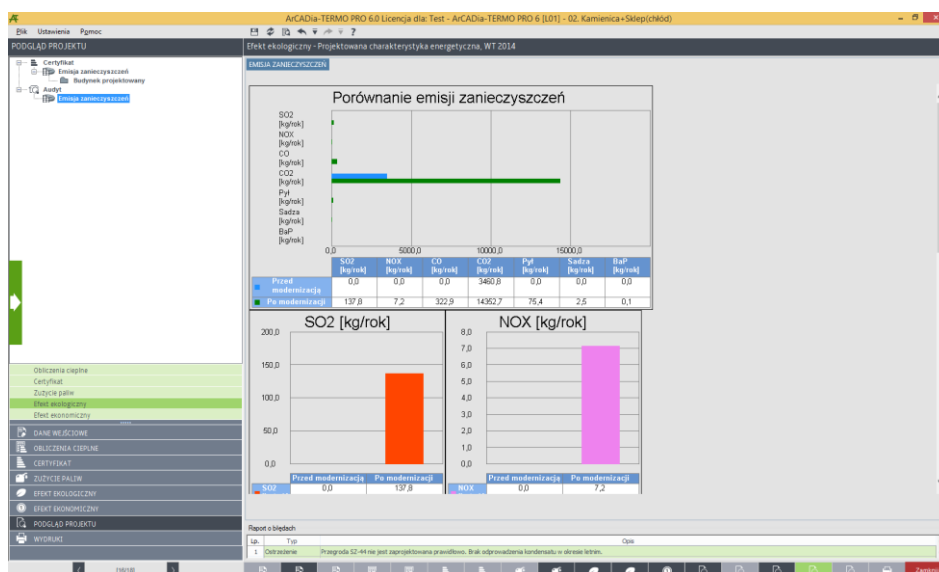 ArCADia-TERMO PRO 6.0 Licencja dla: Test - ArCADia-TERMO PRO 6 [L01] - 02. Kamienica+Sklep(chłód)
Plik Ustawienia Pomoc
PODGLĄD PROJEKTU
Certyfikat
Emisja zanieczyszczeń
Budynek projektowany
Audyt
Emisja zanieczyszczeń
Obliczenia cieplne
Certyfikat
Zużycie paliw
Efekt ekologiczny
Efekt ekonomiczny
DANE WEJŚCIOWE
OBLICZENIA CIEPLNE
CERTYFIKAT
ZUŻYCIE PALIW
EFEKT EKOLOGICZNY
EFEKT EKONOMICZNY
PODGLĄD PROJEKTU
WYDRUKI
Efekt ekologiczny - Projektowana charakterystyka energetyczna, WT 2014
EMISJA ZANIECZYSZCZEŃ
Porównanie emisji zanieczyszczeń
SO2
[kg/rok]
NOX
[kg/rok]
CO
[kg/rok]
CO2
[kg/rok]
Pył
[kg/rok]
Sadza
[kg/rok]
BaP
[kg/rok]
0,0 5000,0 10000,0 15000,0
SO2 NOX CO CO2 Pył Sadza BaP
[kg/rok] [kg/rok] [kg/rok] [kg/rok] [kg/rok] [kg/rok] [kg/rok]
Przed modernizacją 0,0 0,0 0,0 3460,8 0,0 0,0 0,0
Po modernizacji 137,8 7,2 322,9 14352,7 75,4 2,5 0,1
SO2 [kg/rok]
200,0
150,0
100,0
50,0
0,0
Przed modernizacją Po modernizacji
SO2 0,0 137,8
NOX [kg/rok]
8,0
7,0
6,0
5,0
4,0
3,0
2,0
1,0
0,0
Przed modernizacją Po modernizacji
NOX 0,0 7,2
Raport o błędach
Lp. Typ Opis
1 Ostrzeżenie Przegroda SZ-44 nie jest zaprojektowana prawidłowo. Brak odprowadzenia kondensatu w okresie letnim.
Zamknij